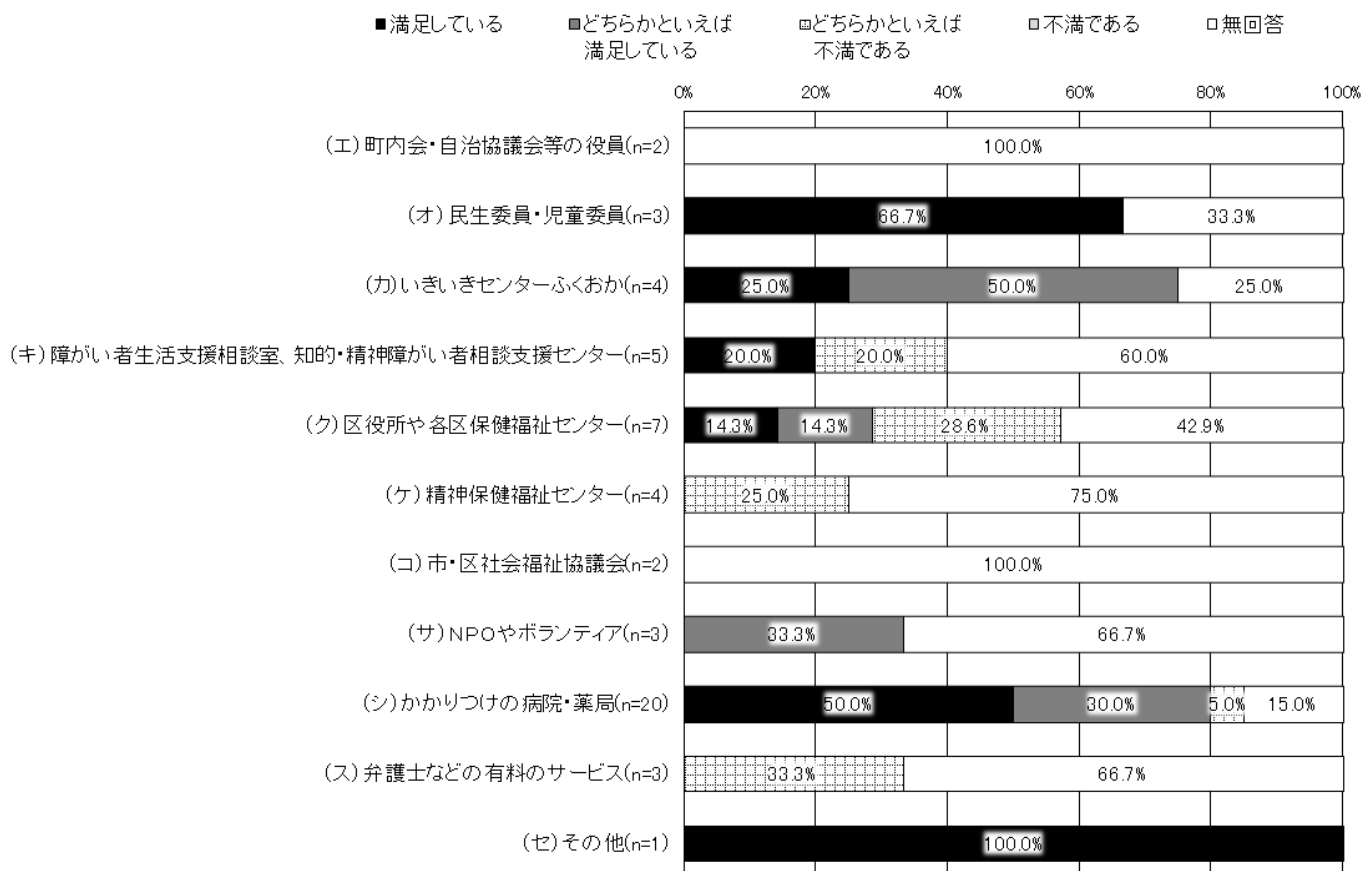 ■満足している ■どちらかといえば ▦どちらかといえば □不満である □無回答
満足している 不満である
0% 20% 40% 60% 80% 100%
(エ)町内会・自治協議会等の役員(n=2) 100.0%
(オ)民生委員・児童委員(n=3) 66.7% 33.3%
(カ)いきいきセンターふくおか(n=4) 25.0% 50.0% 25.0%
(キ)障がい者生活支援相談室、知的・精神障がい者相談支援センター(n=5) 20.0% 20.0% 60.0%
(ク)区役所や各区保健福祉センター(n=7) 14.3% 14.3% 28.6% 42.9%
(ケ)精神保健福祉センター(n=4) 25.0% 75.0%
(コ)市・区社会福祉協議会(n=2) 100.0%
(サ)NPOやボランティア(n=3) 33.3% 66.7%
(シ)かかりつけの病院・薬局(n=20) 50.0% 30.0% 5.0% 15.0%
(ス)弁護士などの有料のサービス(n=3) 33.3% 66.7%
(セ)その他(n=1) 100.0%